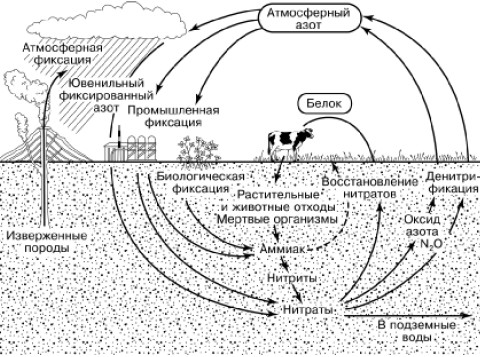 Атмосферный
азот
Атмосферная
фиксация
Ювенильный
фиксированный
азот
Промышленная
фиксация
Белок
Биологическая
фиксация
Растительные
и животные отходы
Мертвые организмы
Восстановление
нитратов
Денитри-
фикация
Изверженные
породы
Аммиак
Оксид
азота
N2O
Нитриты
Нитраты
В подземные
воды